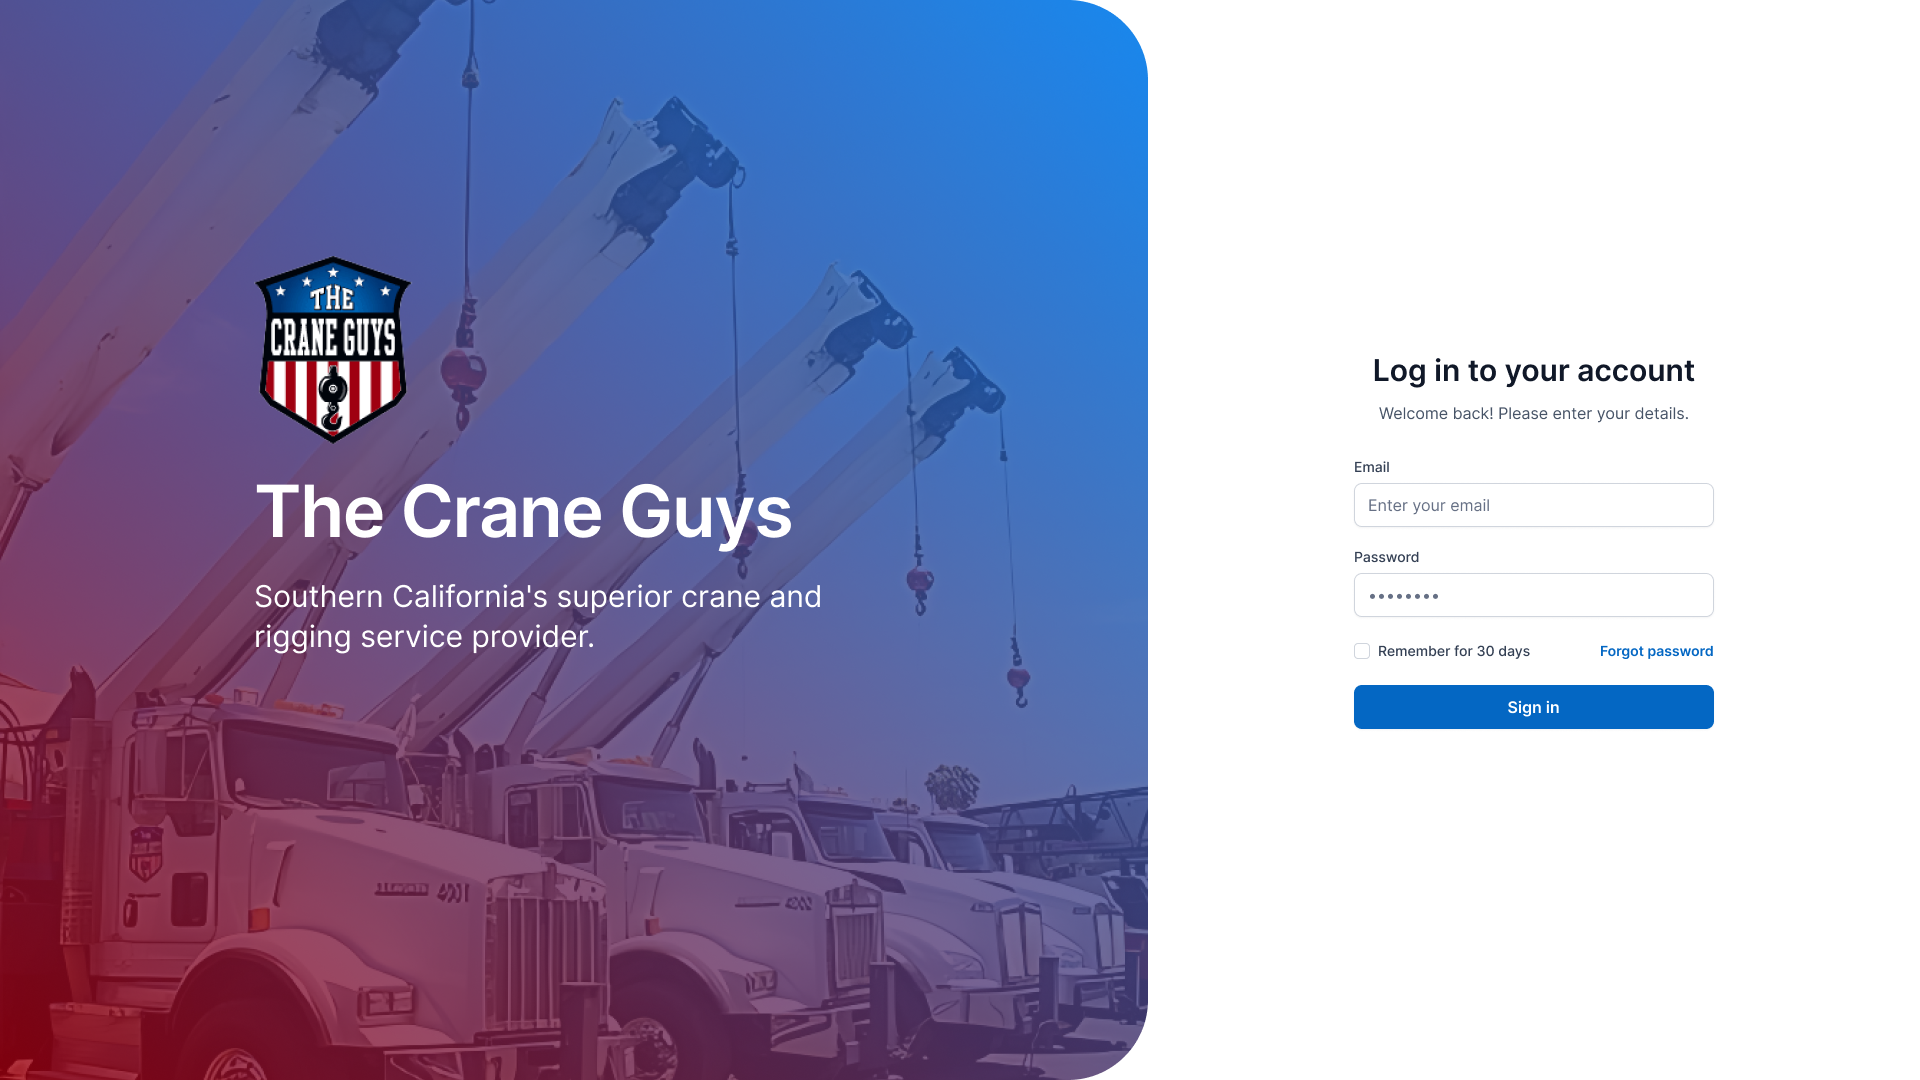 THE
CRANE GUYS
The Crane Guys
Southern California's superior crane and
rigging service provider.
Log in to your account
Welcome back! Please enter your details.
Email
Enter your email
Password
••••••••
Remember for 30 days
Forgot password
Sign in